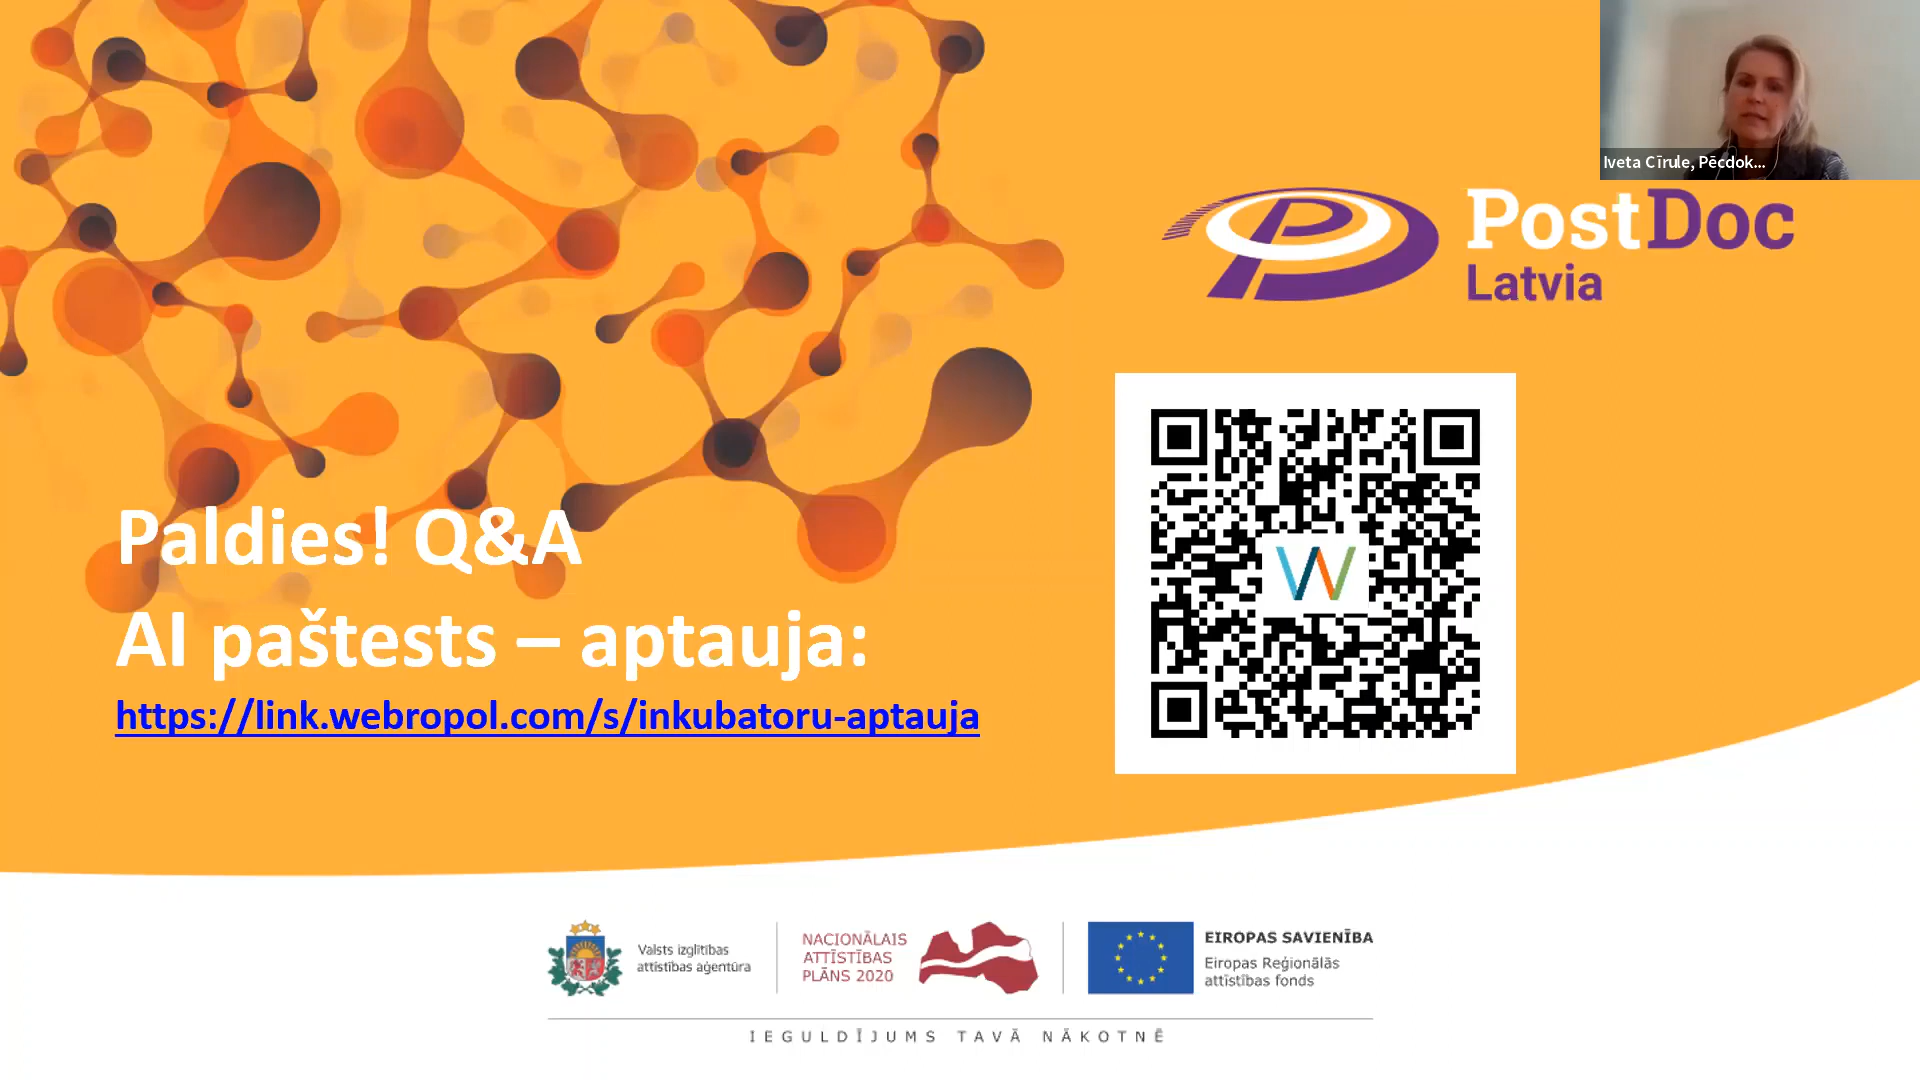 Iveta Cīrule, Pēcdok...
PostDoc
Latvia
Paldies! Q&A
AI paštests – aptauja:
https://link.webropol.com/s/inkubatoru-aptauja
W
Valsts izglītības
attīstības aģentūra
NACIONĀLAIS
ATTĪSTĪBAS
PLĀNS 2020
EIROPAS SAVIENĪBA
Eiropas Reģionālās
attīstības fonds
IEGULDĪJUMS TAVĀ NĀKOTNĒ